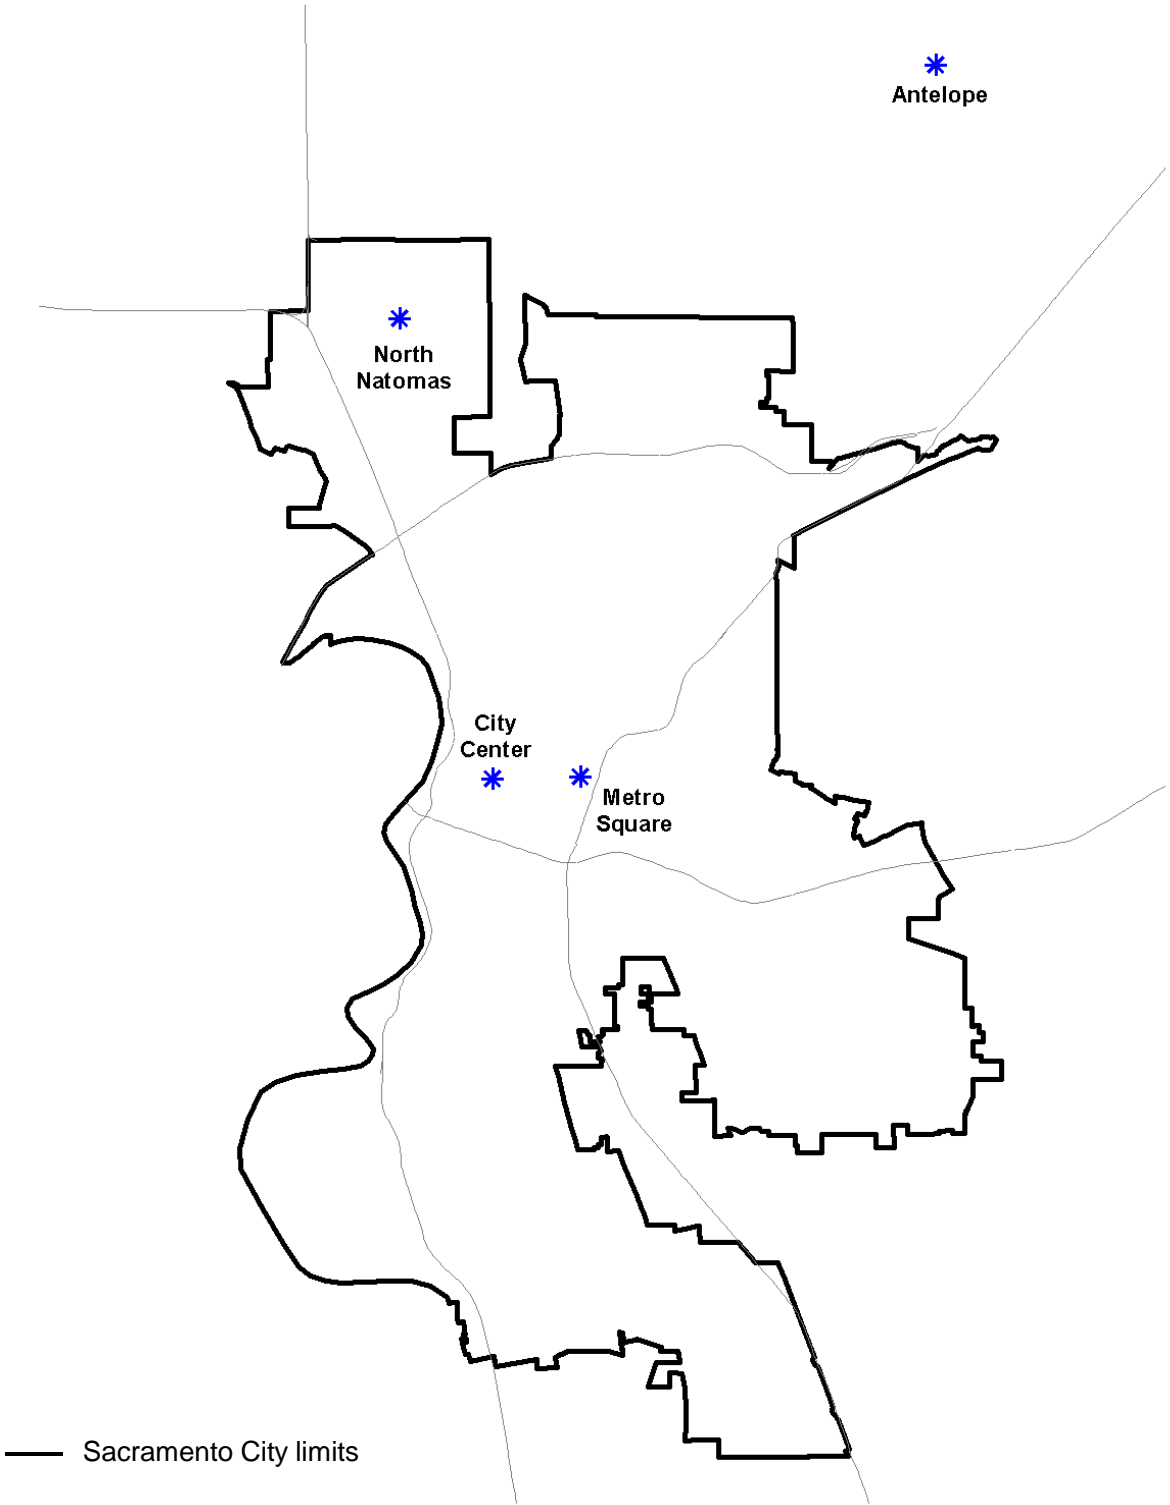 Antelope
North
Natomas
City
Center
Metro
Square
Sacramento City limits